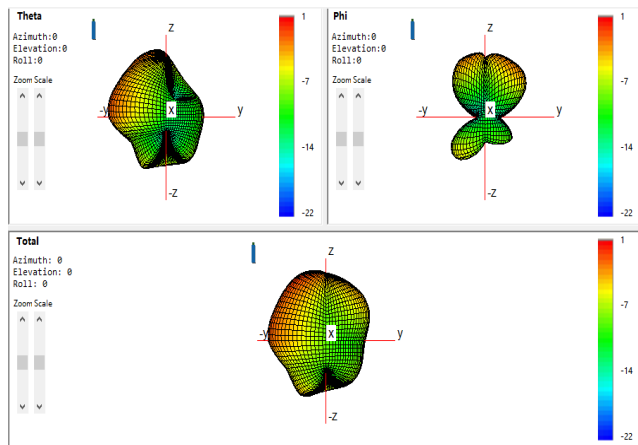 Theta
Azimuth:0
Elevation:0
Roll:0
Zoom Scale
Z
-y
X
y
-Z
1
-7
-14
-22
Phi
Azimuth:0
Elevation:0
Roll:0
Zoom Scale
Z
-y
X
y
-Z
1
-7
-14
-22
Total
Azimuth: 0
Elevation: 0
Roll: 0
Zoom Scale
Z
-y
X
y
-Z
1
-7
-14
-22